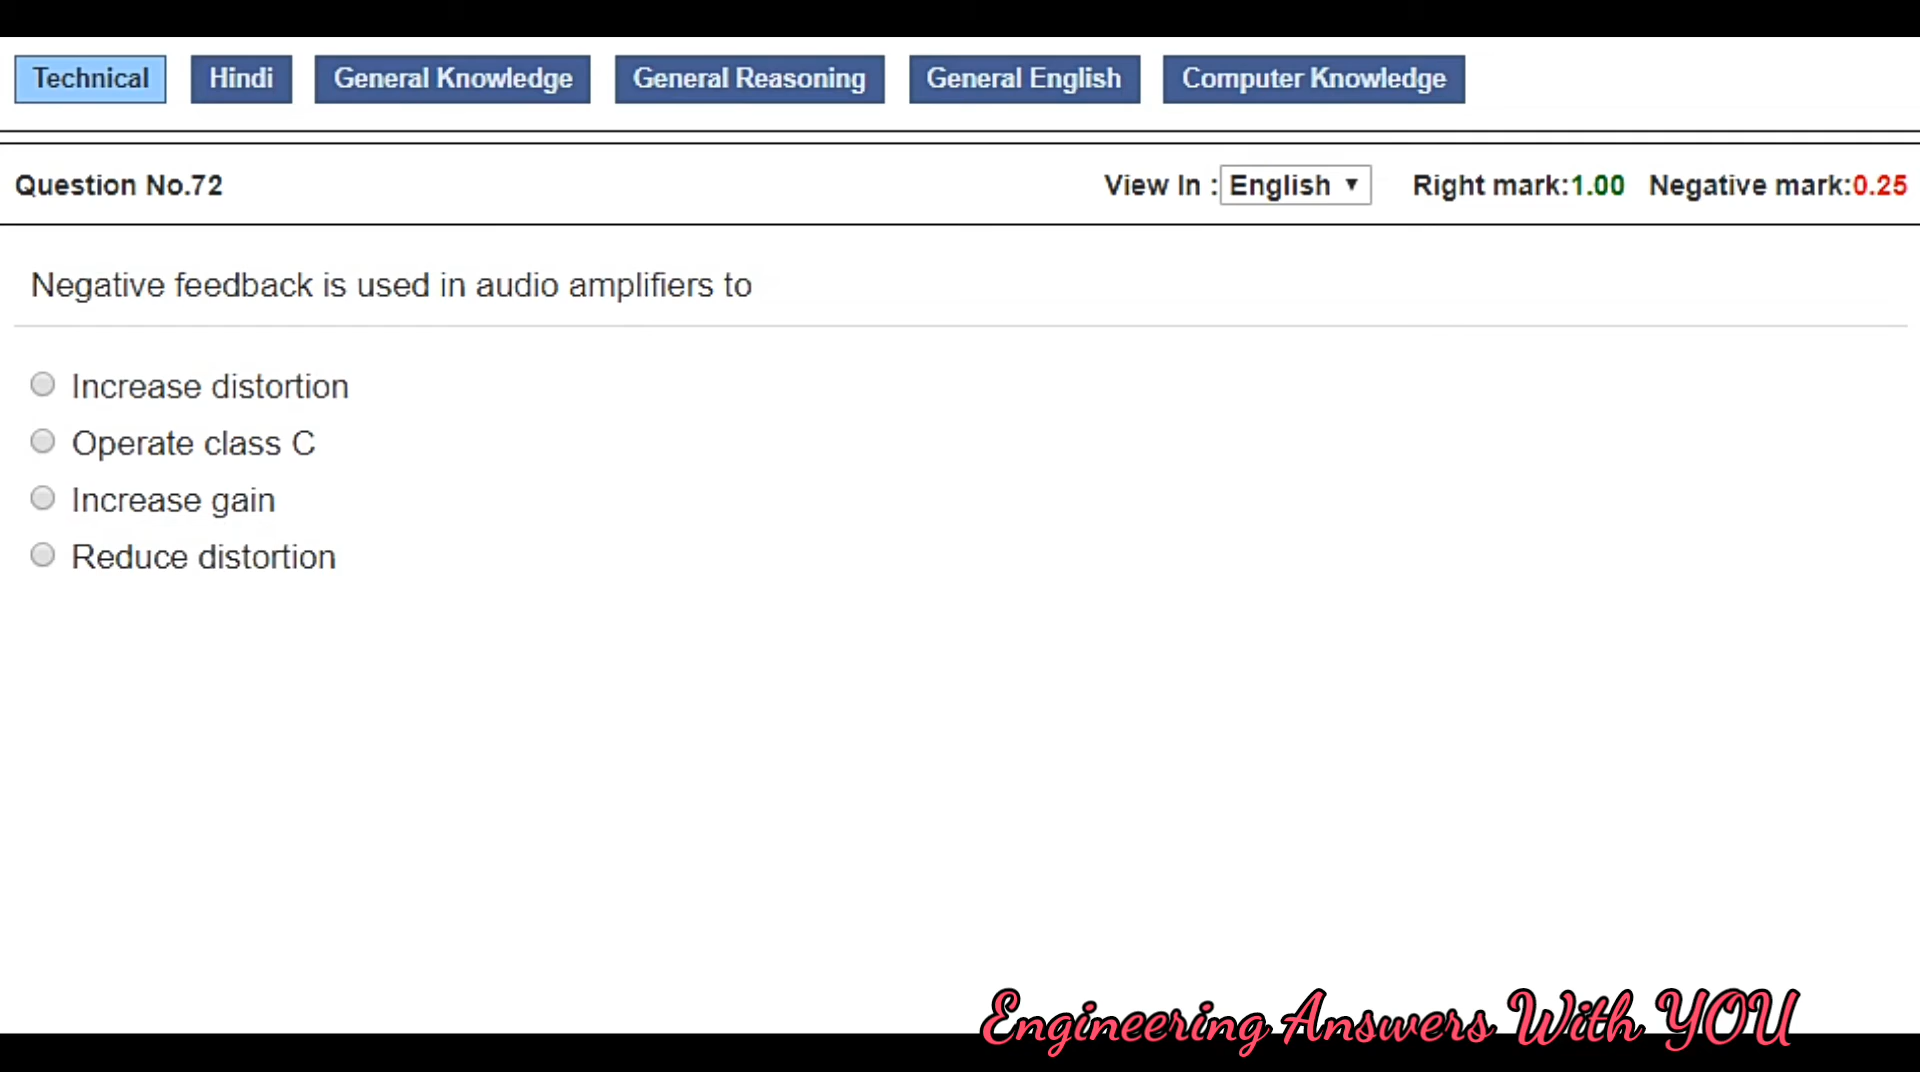 Technical Hindi General Knowledge General Reasoning General English Computer Knowledge
Question No.72 View In : English ▼ Right mark:1.00 Negative mark:0.25
Negative feedback is used in audio amplifiers to
Increase distortion
Operate class C
Increase gain
Reduce distortion
Engineering Answers With YOU